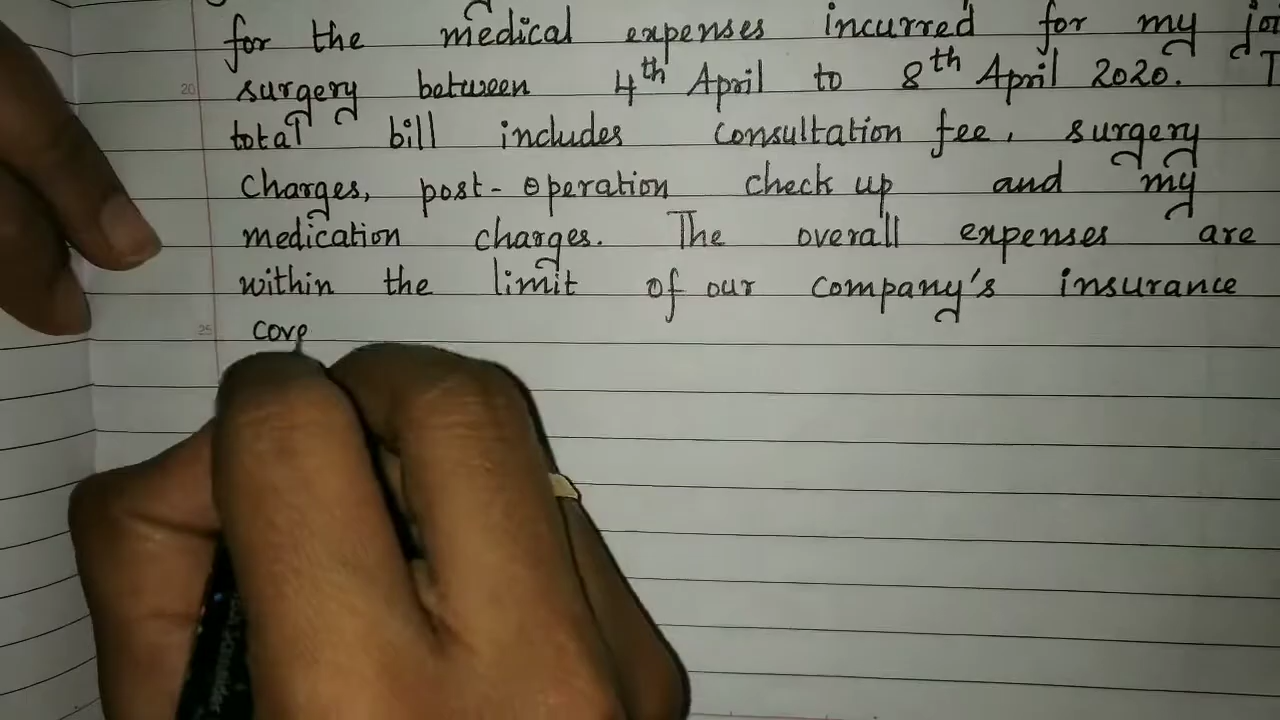 for the medical expenses incurred for my
surgery between 4th April to 8th April 2020.
total bill includes consultation fee, surgery
charges, post-operation check up and my
medication charges. The overall expenses are
within the limit of our company's insurance
cove
20
25